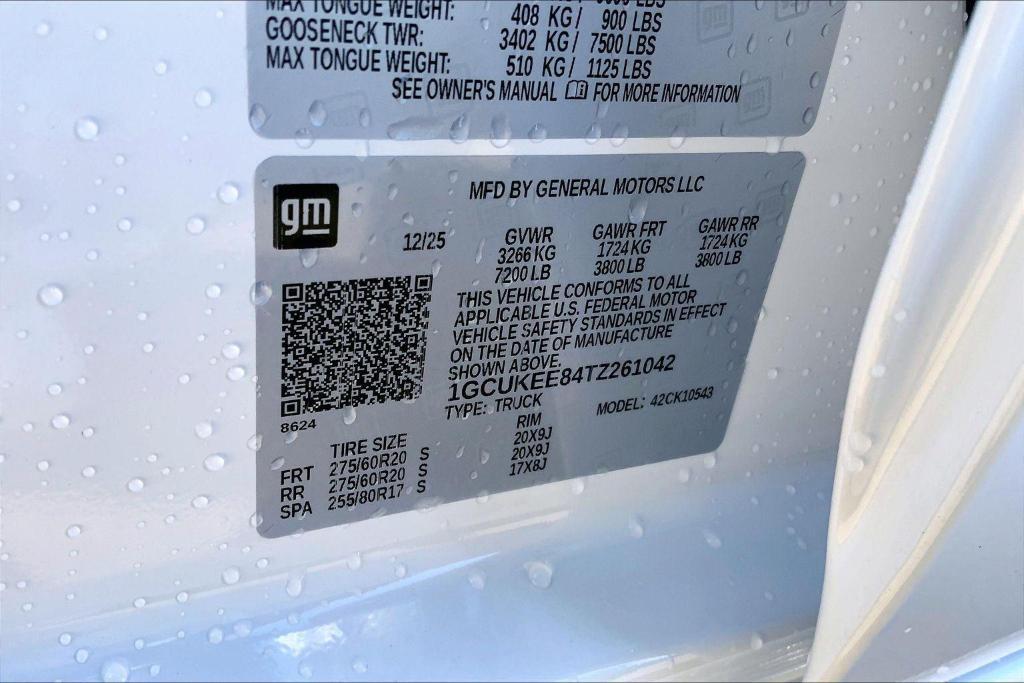 MAX TONGUE WEIGHT: 408 KG/ 900 LBS
GOOSENECK TWR: 3402 KG/ 7500 LBS
MAX TONGUE WEIGHT: 510 KG/ 1125 LBS
SEE OWNER'S MANUAL FOR MORE INFORMATION
gm
MFD BY GENERAL MOTORS LLC
12/25 GVWR GAWR FRT GAWR RR
3266 KG 1724 KG 1724 KG
7200 LB 3800 LB 3800 LB
THIS VEHICLE CONFORMS TO ALL
APPLICABLE U.S. FEDERAL MOTOR
VEHICLE SAFETY STANDARDS IN EFFECT
ON THE DATE OF MANUFACTURE
SHOWN ABOVE.
1GCUKEE84TZ261042
TYPE: TRUCK MODEL: 42CK10543
8624
TIRE SIZE RIM
FRT 275/60R20 S 20X9J
RR 275/60R20 S 20X9J
SPA 255/80R17 S 17X8J